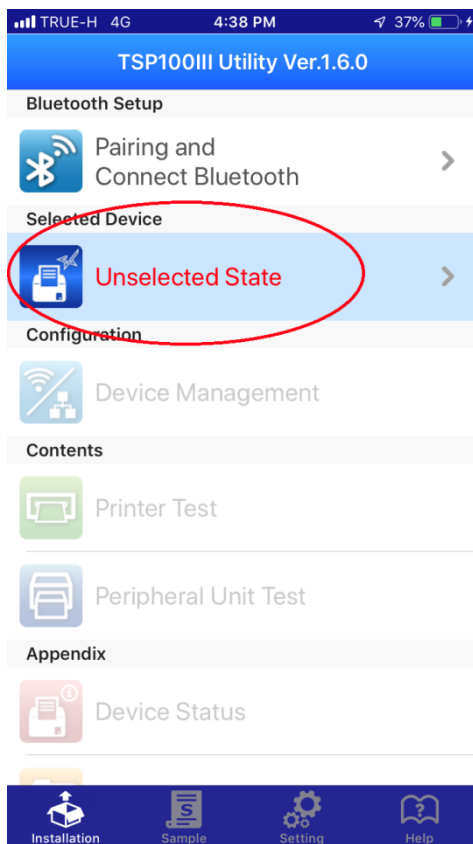 TRUE-H 4G 4:38 PM 37%
TSP100III Utility Ver.1.6.0
Bluetooth Setup
Pairing and
Connect Bluetooth
Selected Device
Unselected State
Configuration
Device Management
Contents
Printer Test
Peripheral Unit Test
Appendix
Device Status
Installation Sample Setting Help